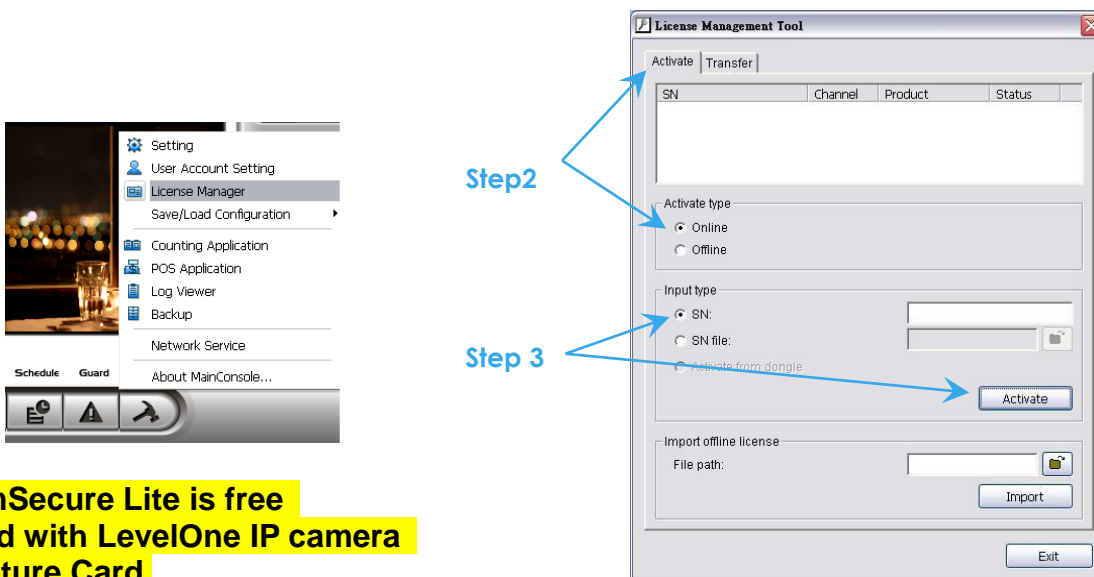 Setting
User Account Setting
License Manager
Save/Load Configuration
Counting Application
POS Application
Log Viewer
Backup
Network Service
About MainConsole...
Schedule Guard
nSecure Lite is free
d with LevelOne IP camera
ture Card
Step2
Step 3
License Management Tool
Activate Transfer
SN Channel Product Status
Activate type
Online
Offline
Input type
SN:
SN file:
Activate from dongle
Activate
Import offline license
File path:
Import
Exit